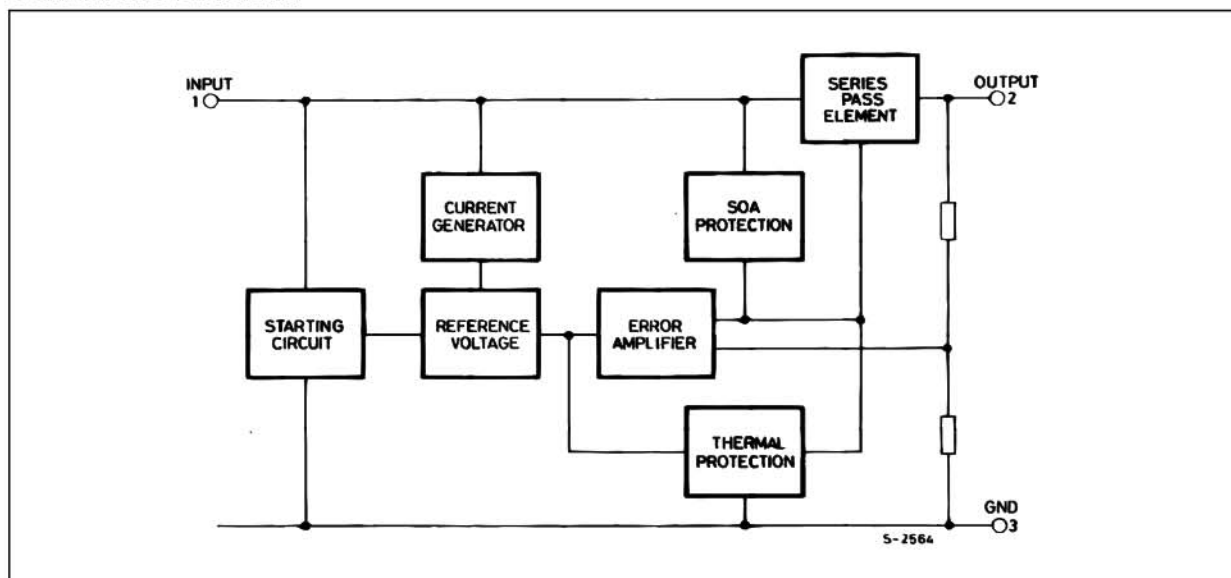 INPUT
1
SERIES
PASS
ELEMENT
OUTPUT
2
CURRENT
GENERATOR
SOA
PROTECTION
STARTING
CIRCUIT
REFERENCE
VOLTAGE
ERROR
AMPLIFIER
THERMAL
PROTECTION
GND
3
S-2564